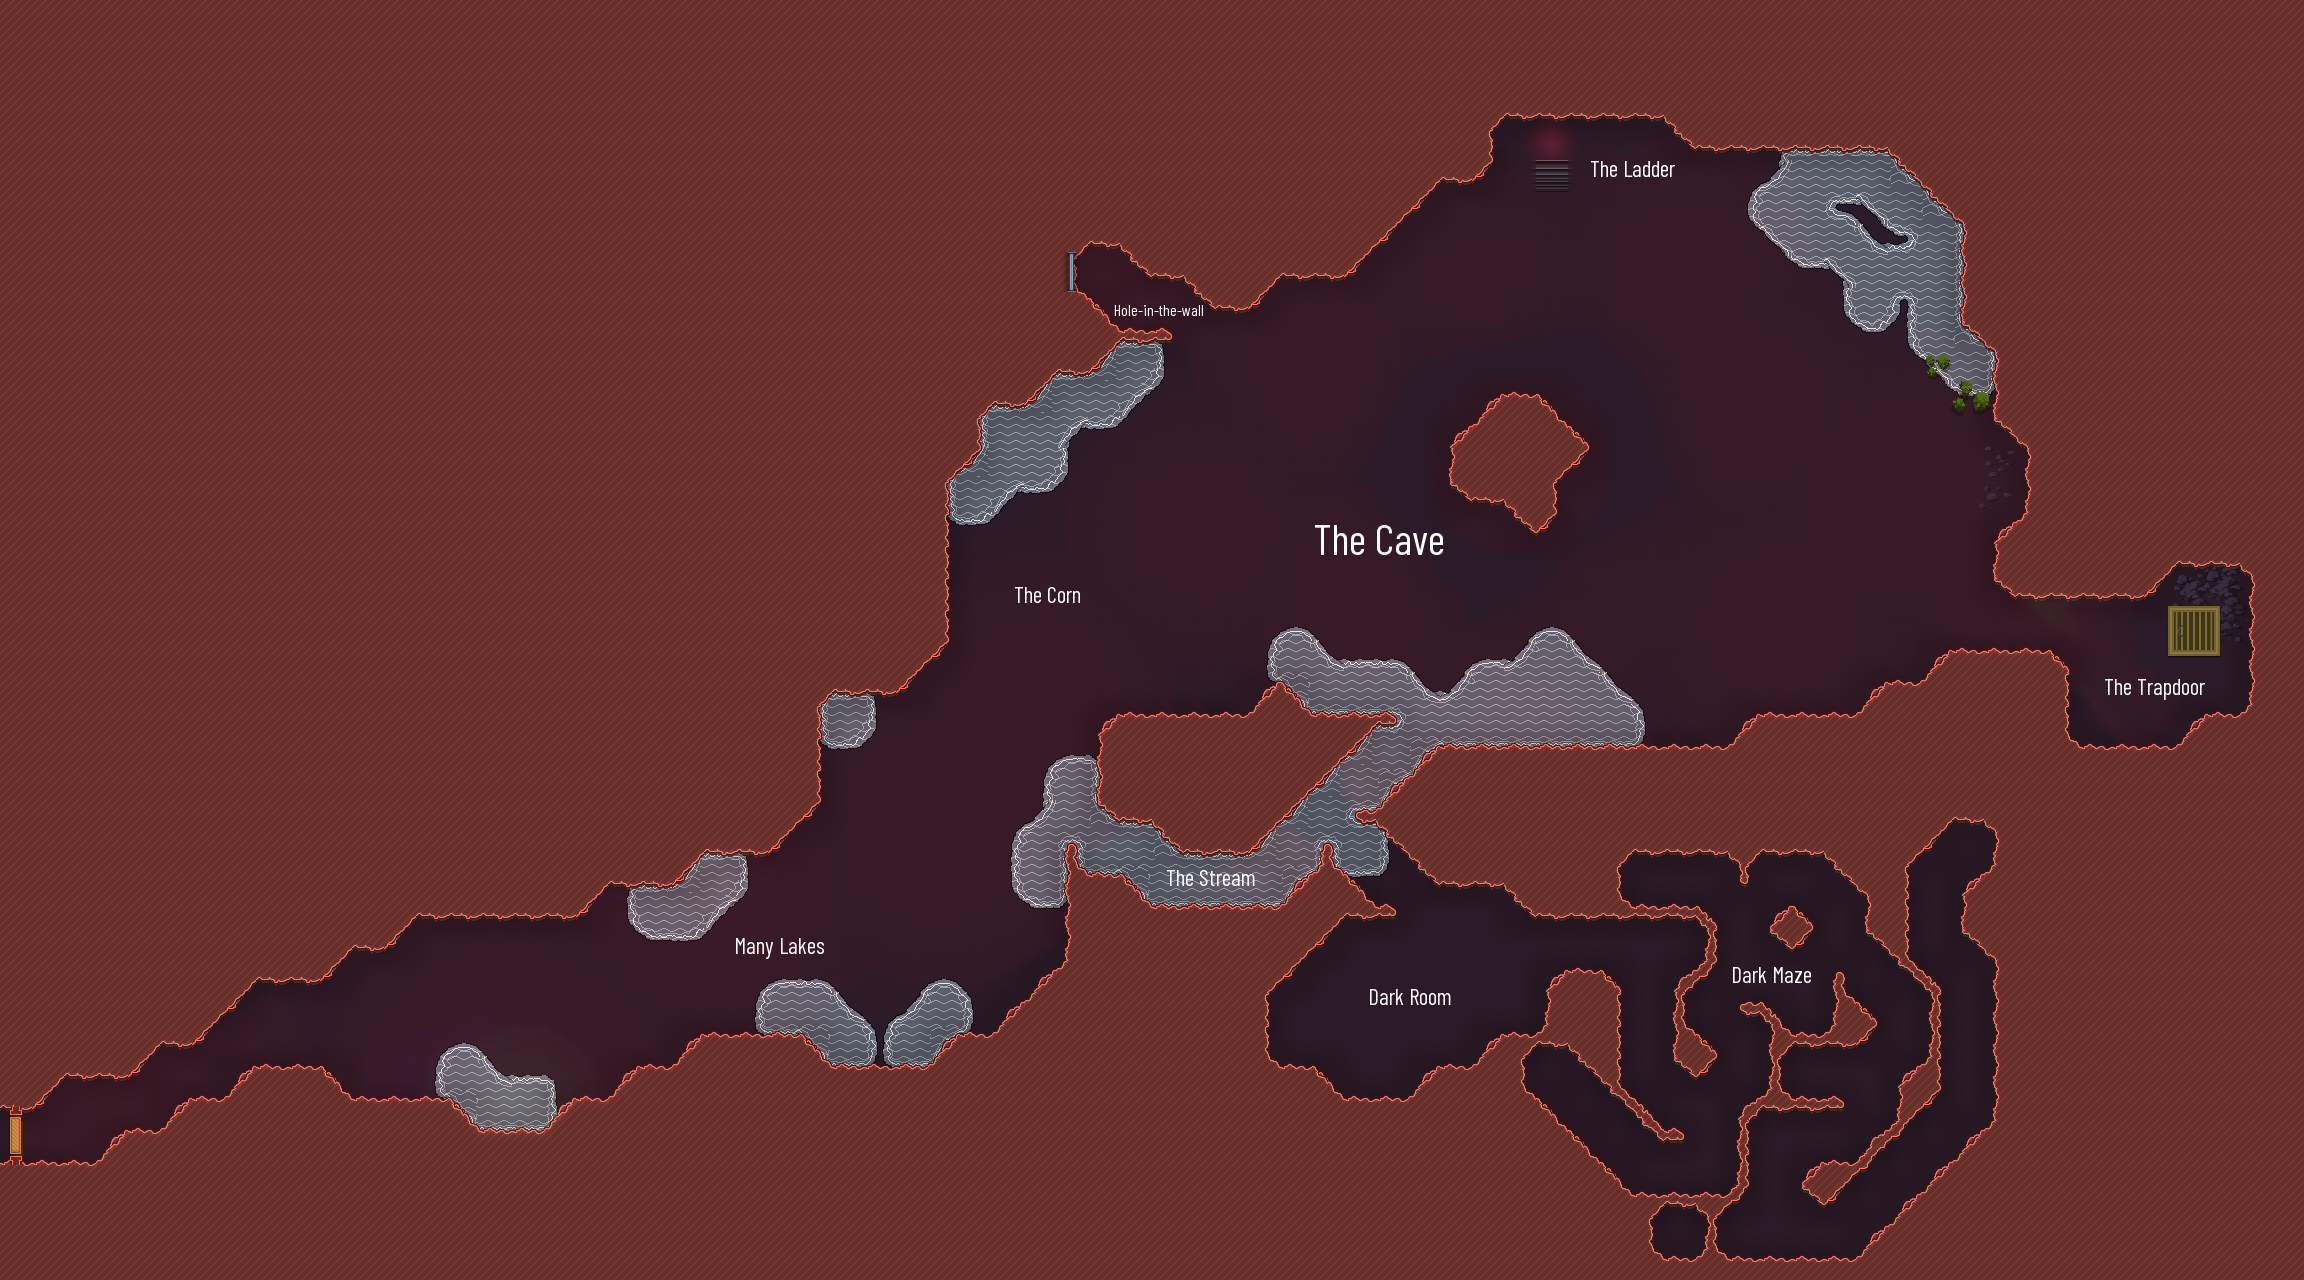 The Ladder
Hole-in-the-wall
The Cave
The Corn
The Trapdoor
The Stream
Many Lakes
Dark Maze
Dark Room